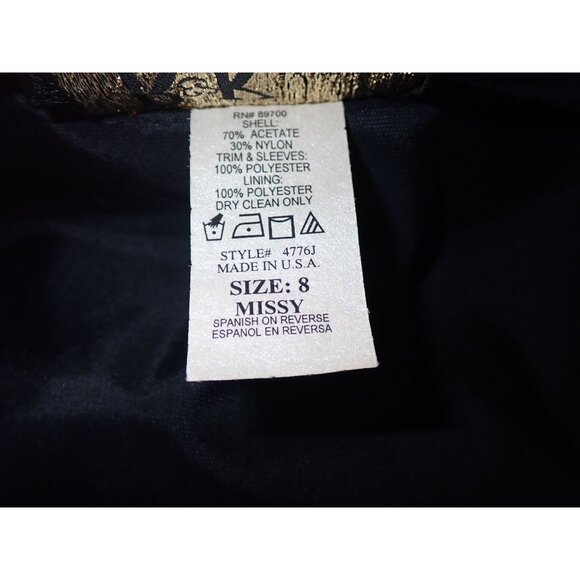 &
RN# 89700
SHELL:
70% ACETATE
30% NYLON
TRIM & SLEEVES:
100% POLYESTER
LINING:
100% POLYESTER
DRY CLEAN ONLY
STYLE# 4776J
MADE IN U.S.A.
SIZE: 8
MISSY
SPANISH ON REVERSE
ESPANOL EN REVERSA